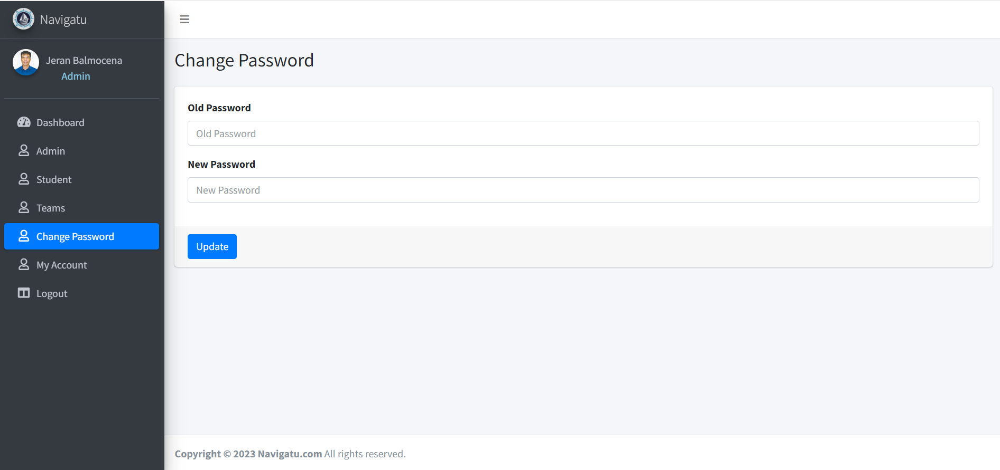 Navigatu
Jeran Balmocena
Admin
Dashboard
Admin
Student
Teams
Change Password
My Account
Logout
Change Password
Old Password
Old Password
New Password
New Password
Update
Copyright © 2023 Navigatu.com All rights reserved.